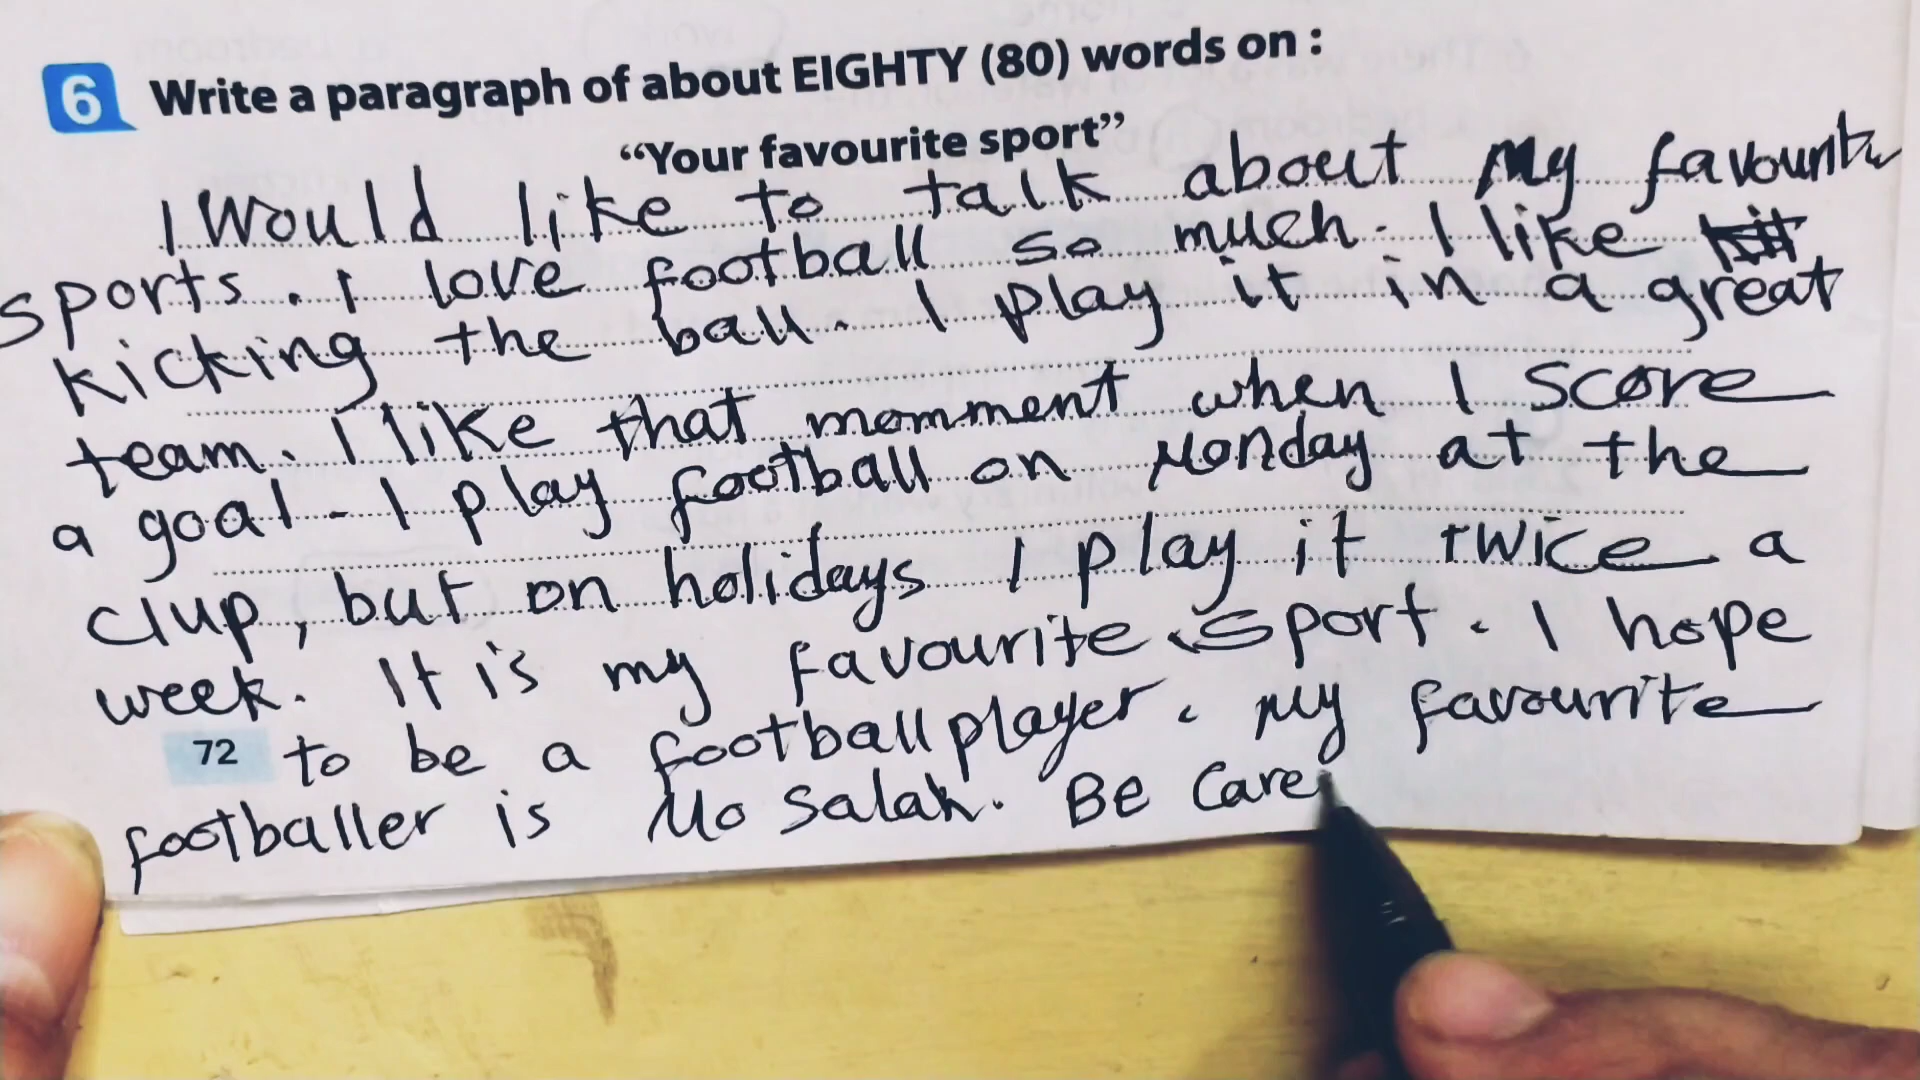 6 Write a paragraph of about EIGHTY (80) words on :
“Your favourite sport”
I would like to talk about my favourite
sports. I love football so much. I like
kicking the ball. I play it in a great
team. I like that momment when I score
a goal - I play football on Monday at the
clup, but on holidays I play it twice a
week. It is my favourite sport. I hope
to be a football player. My favourite
footballer is Mo Salah. Be Care
72